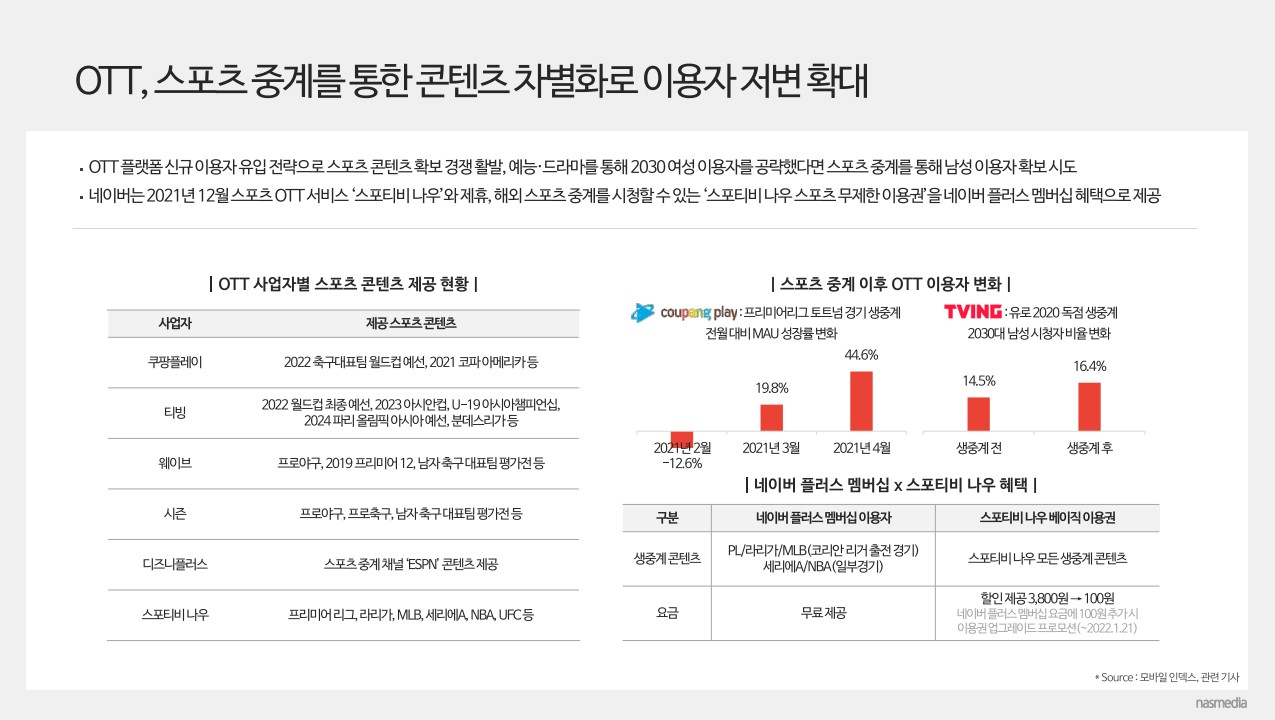 OTT, 스포츠 중계를 통한 콘텐츠 차별화로 이용자 저변 확대
▪ OTT 플랫폼 신규 이용자 유입 전략으로 스포츠 콘텐츠 확보 경쟁 활발, 예능·드라마를 통해 2030 여성 이용자를 공략했다면 스포츠 중계를 통해 남성 이용자 확보 시도
▪ 네이버는 2021년 12월 스포츠 OTT 서비스 ‘스포티비 나우’와 제휴, 해외 스포츠 중계를 시청할 수 있는 ‘스포티비 나우 스포츠 무제한 이용권’을 네이버 플러스 멤버십 혜택으로 제공
| OTT 사업자별 스포츠 콘텐츠 제공 현황 |
사업자 제공 스포츠 콘텐츠
쿠팡플레이 2022 축구대표팀 월드컵 예선, 2021 코파 아메리카 등
티빙 2022 월드컵 최종 예선, 2023 아시안컵, U-19 아시아챔피언십,
2024 파리 올림픽 아시아 예선, 분데스리가 등
웨이브 프로야구, 2019 프리미어 12, 남자 축구 대표팀 평가전 등
시즌 프로야구, 프로축구, 남자 축구 대표팀 평가전 등
디즈니플러스 스포츠 중계 채널 ‘ESPN’ 콘텐츠 제공
스포티비 나우 프리미어 리그, 라리가, MLB, 세리에A, NBA, UFC 등
| 스포츠 중계 이후 OTT 이용자 변화 |
coupang play : 프리미어리그 토트넘 경기 생중계
전월 대비 MAU 성장률 변화
44.6%
19.8%
2021년 2월 2021년 3월 2021년 4월
-12.6%
TVING : 유로 2020 독점 생중계
2030대 남성 시청자 비율 변화
16.4%
14.5%
생중계 전 생중계 후
| 네이버 플러스 멤버십 x 스포티비 나우 혜택 |
구분 네이버 플러스 멤버십 이용자 스포티비 나우 베이직 이용권
생중계 콘텐츠 PL/라리가/MLB(코리안 리거 출전 경기) 스포티비 나우 모든 생중계 콘텐츠
세리에A/NBA(일부경기)
요금 무료 제공 할인 제공 3,800원 → 100원
네이버 플러스 멤버십 요금에 100원 추가 시
이용권 업그레이드 프로모션(~2022.1.21)
* Source : 모바일 인덱스, 관련 기사
nasmedia